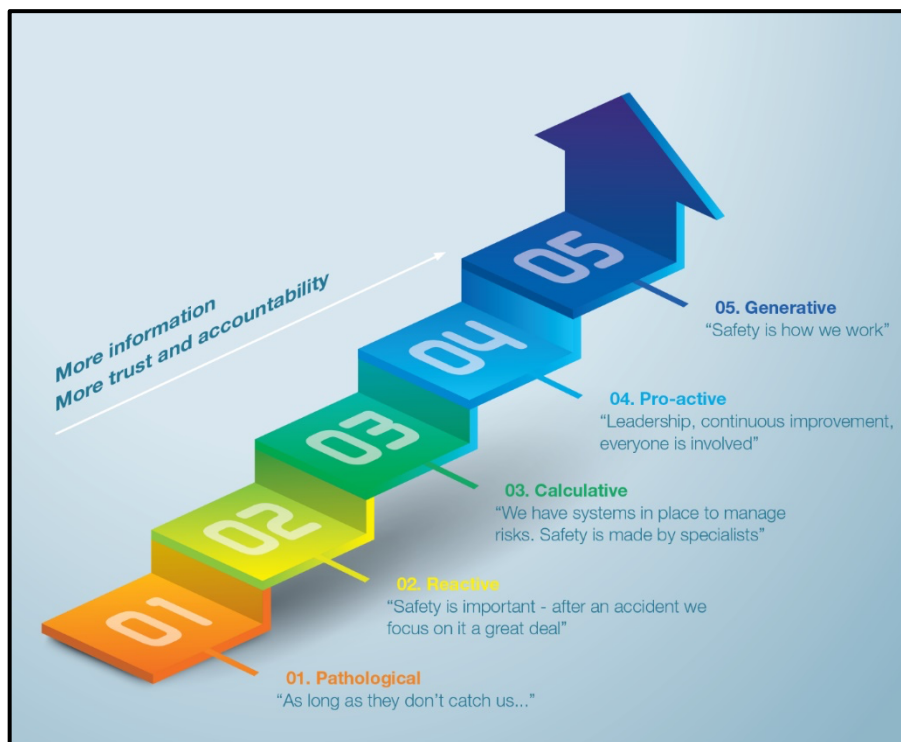 More information
More trust and accountability
05
05. Generative
“Safety is how we work”
04
04. Pro-active
“Leadership, continuous improvement,
everyone is involved”
03
03. Calculative
“We have systems in place to manage
risks. Safety is made by specialists”
02
02. Reactive
“Safety is important - after an accident we
focus on it a great deal”
01
01. Pathological
“As long as they don’t catch us...”